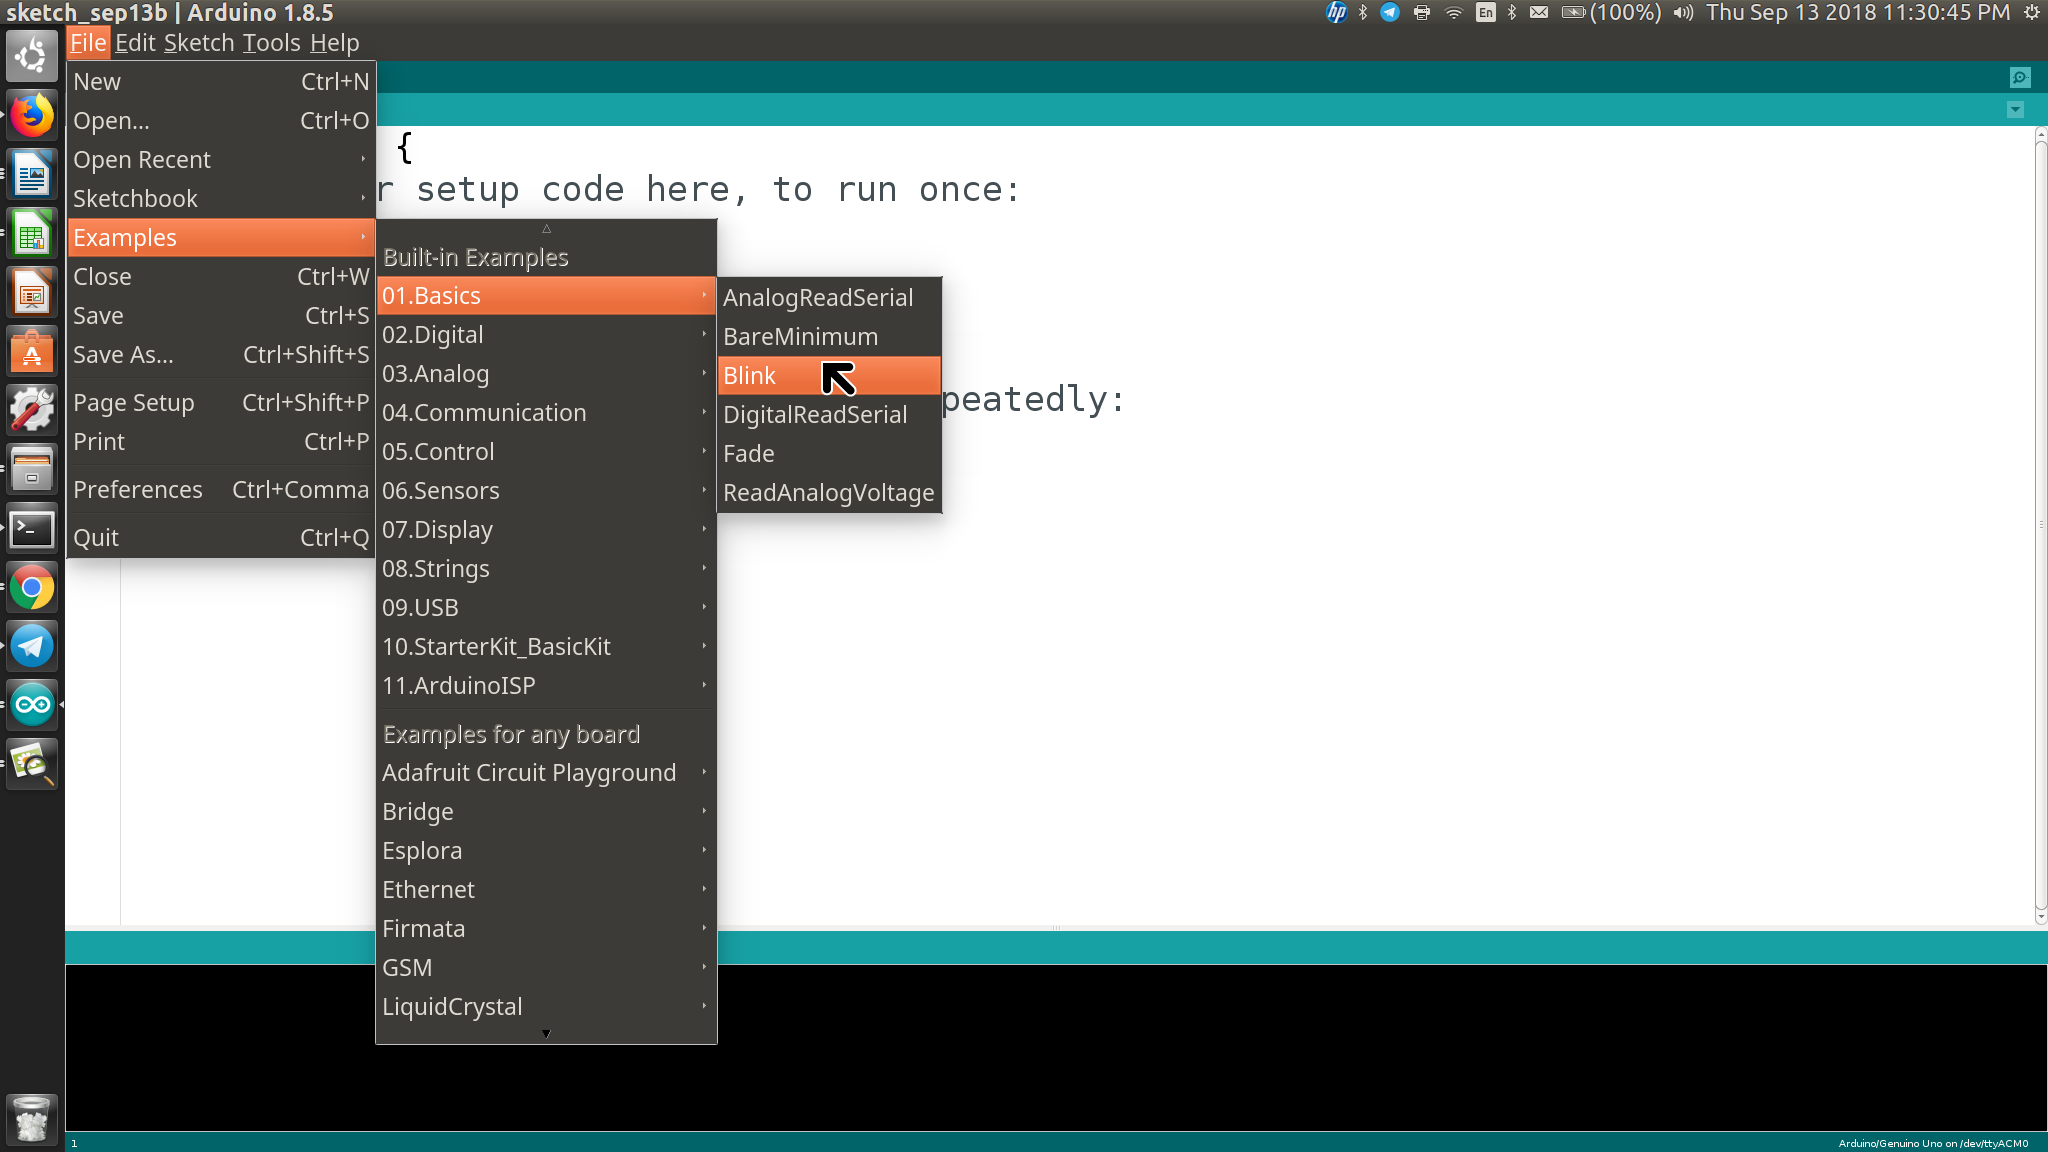 sketch_sep13b | Arduino 1.8.5
hp En (100%) Thu Sep 13 2018 11:30:45 PM
File Edit Sketch Tools Help
New Ctrl+N
Open... Ctrl+O
Open Recent
Sketchbook
Examples
Close Ctrl+W
Save Ctrl+S
Save As... Ctrl+Shift+S
Page Setup Ctrl+Shift+P
Print Ctrl+P
Preferences Ctrl+Comma
Quit Ctrl+Q
{
r setup code here, to run once:
peatedly:
Built-in Examples
01.Basics
02.Digital
03.Analog
04.Communication
05.Control
06.Sensors
07.Display
08.Strings
09.USB
10.StarterKit_BasicKit
11.ArduinoISP
Examples for any board
Adafruit Circuit Playground
Bridge
Esplora
Ethernet
Firmata
GSM
LiquidCrystal
AnalogReadSerial
BareMinimum
Blink
DigitalReadSerial
Fade
ReadAnalogVoltage
1
Arduino/Genuino Uno on /dev/ttyACM0